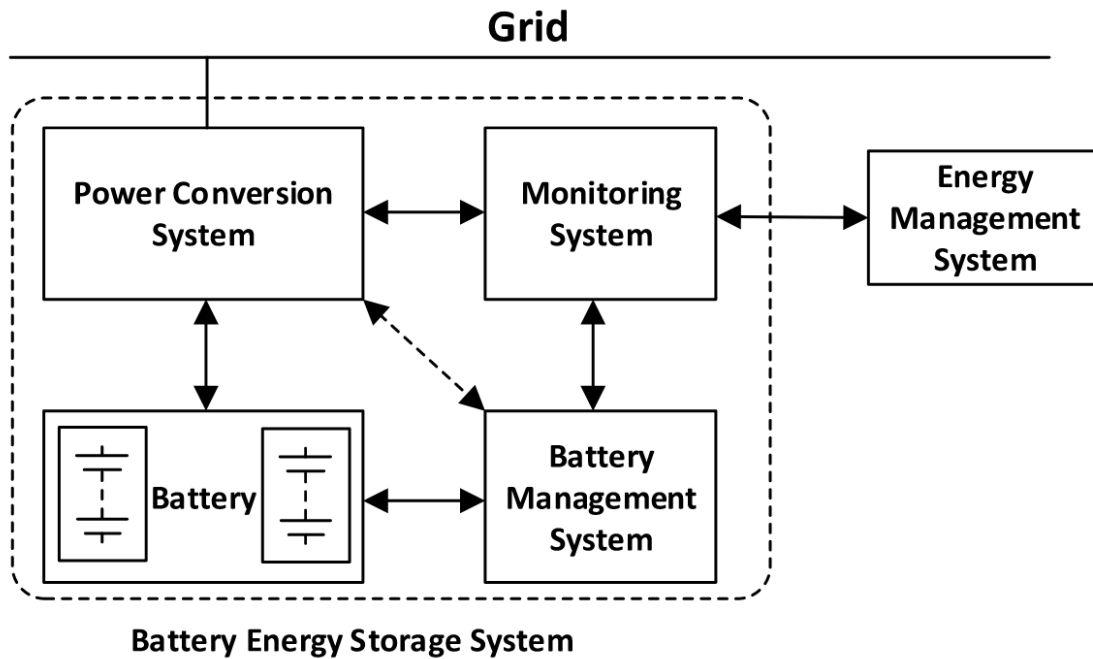 Grid
Power Conversion
System
Monitoring
System
Energy
Management
System
Battery
Battery
Management
System
Battery Energy Storage System